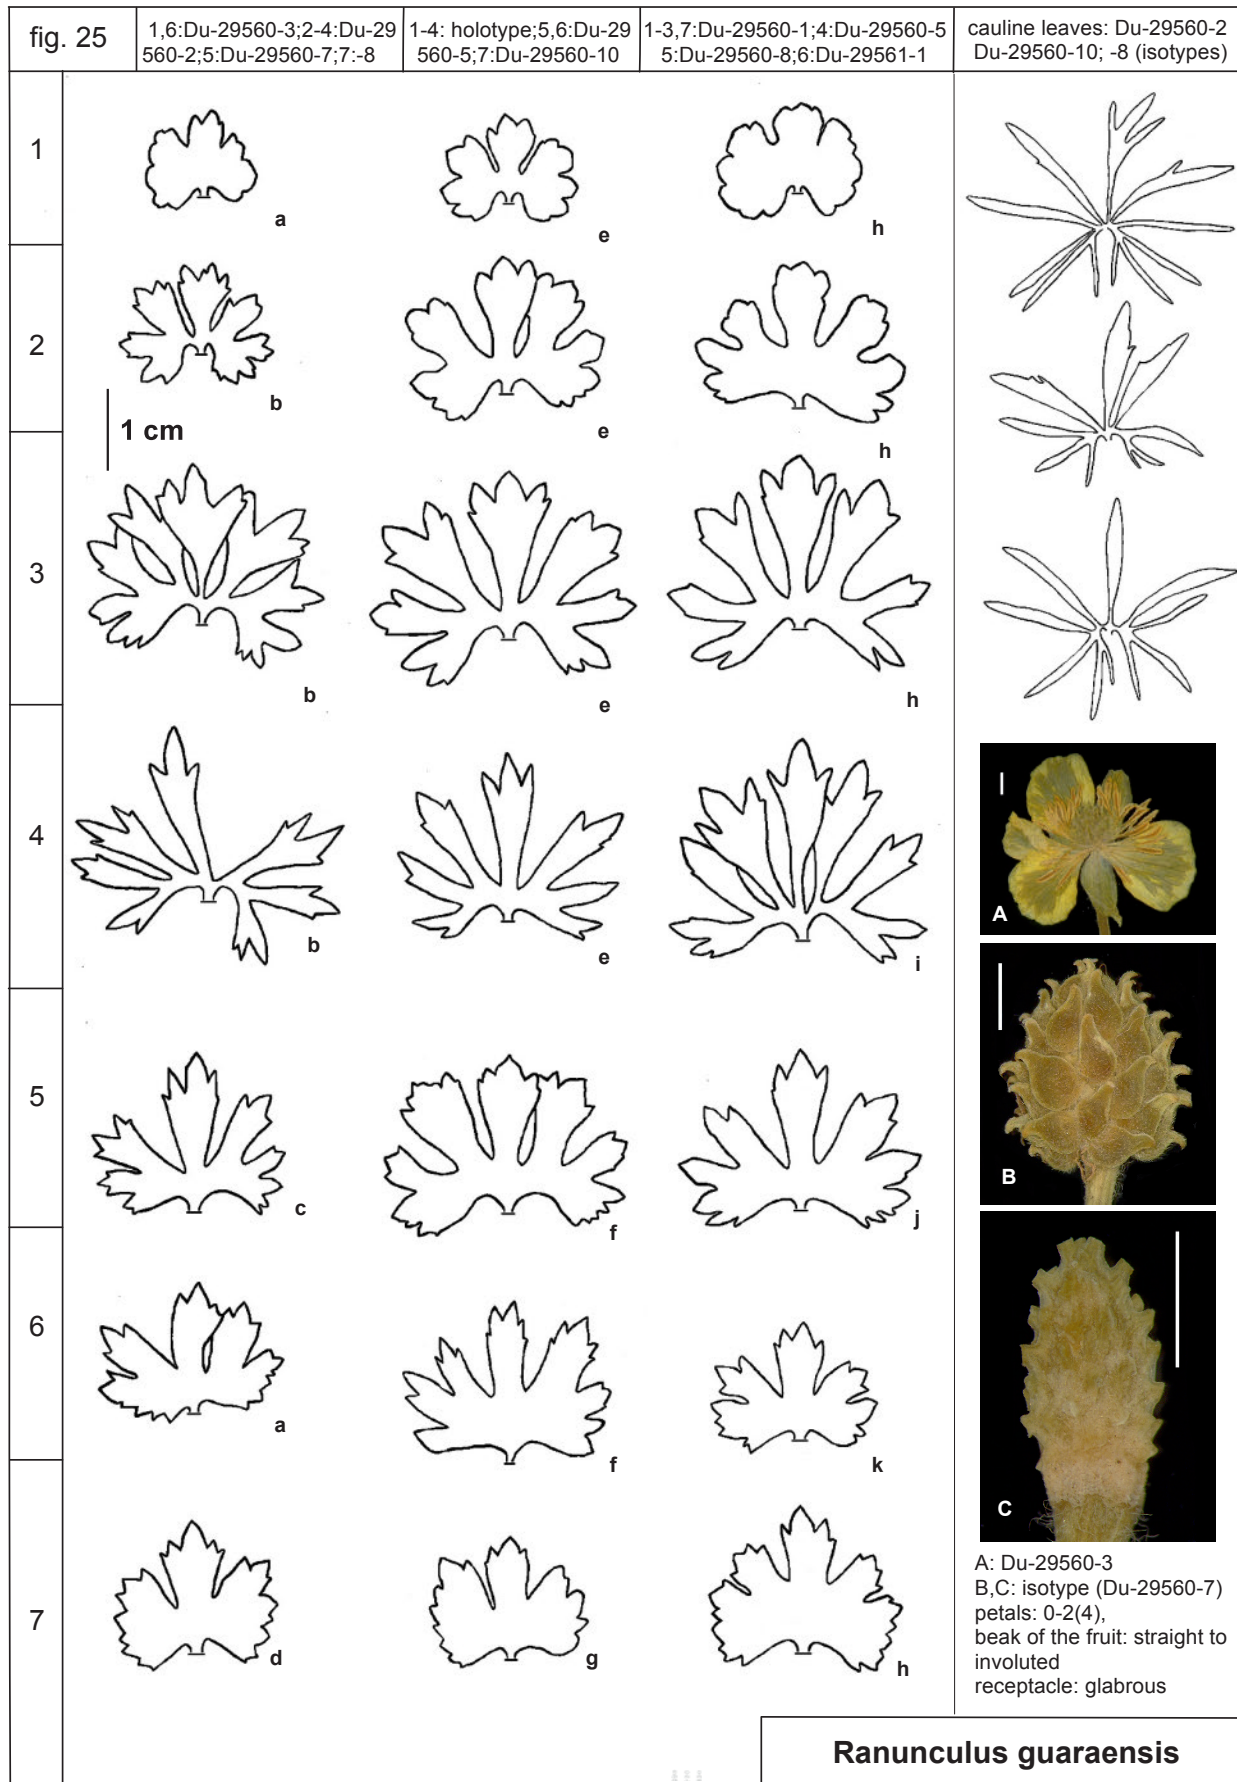 fig. 25
1,6:Du-29560-3;2-4:Du-29
560-2;5:Du-29560-7;7:-8
1-4: holotype;5,6:Du-29
560-5;7:Du-29560-10
1-3,7:Du-29560-1;4:Du-29560-5
5:Du-29560-8;6:Du-29561-1
cauline leaves: Du-29560-2
Du-29560-10; -8 (isotypes)
1
a
e
h
2
b
e
h
1 cm
3
b
e
h
4
b
e
i
A
5
c
f
j
B
6
a
f
k
C
7
d
g
h
A: Du-29560-3
B,C: isotype (Du-29560-7)
petals: 0-2(4),
beak of the fruit: straight to
involuted
receptacle: glabrous
Ranunculus guaraensis